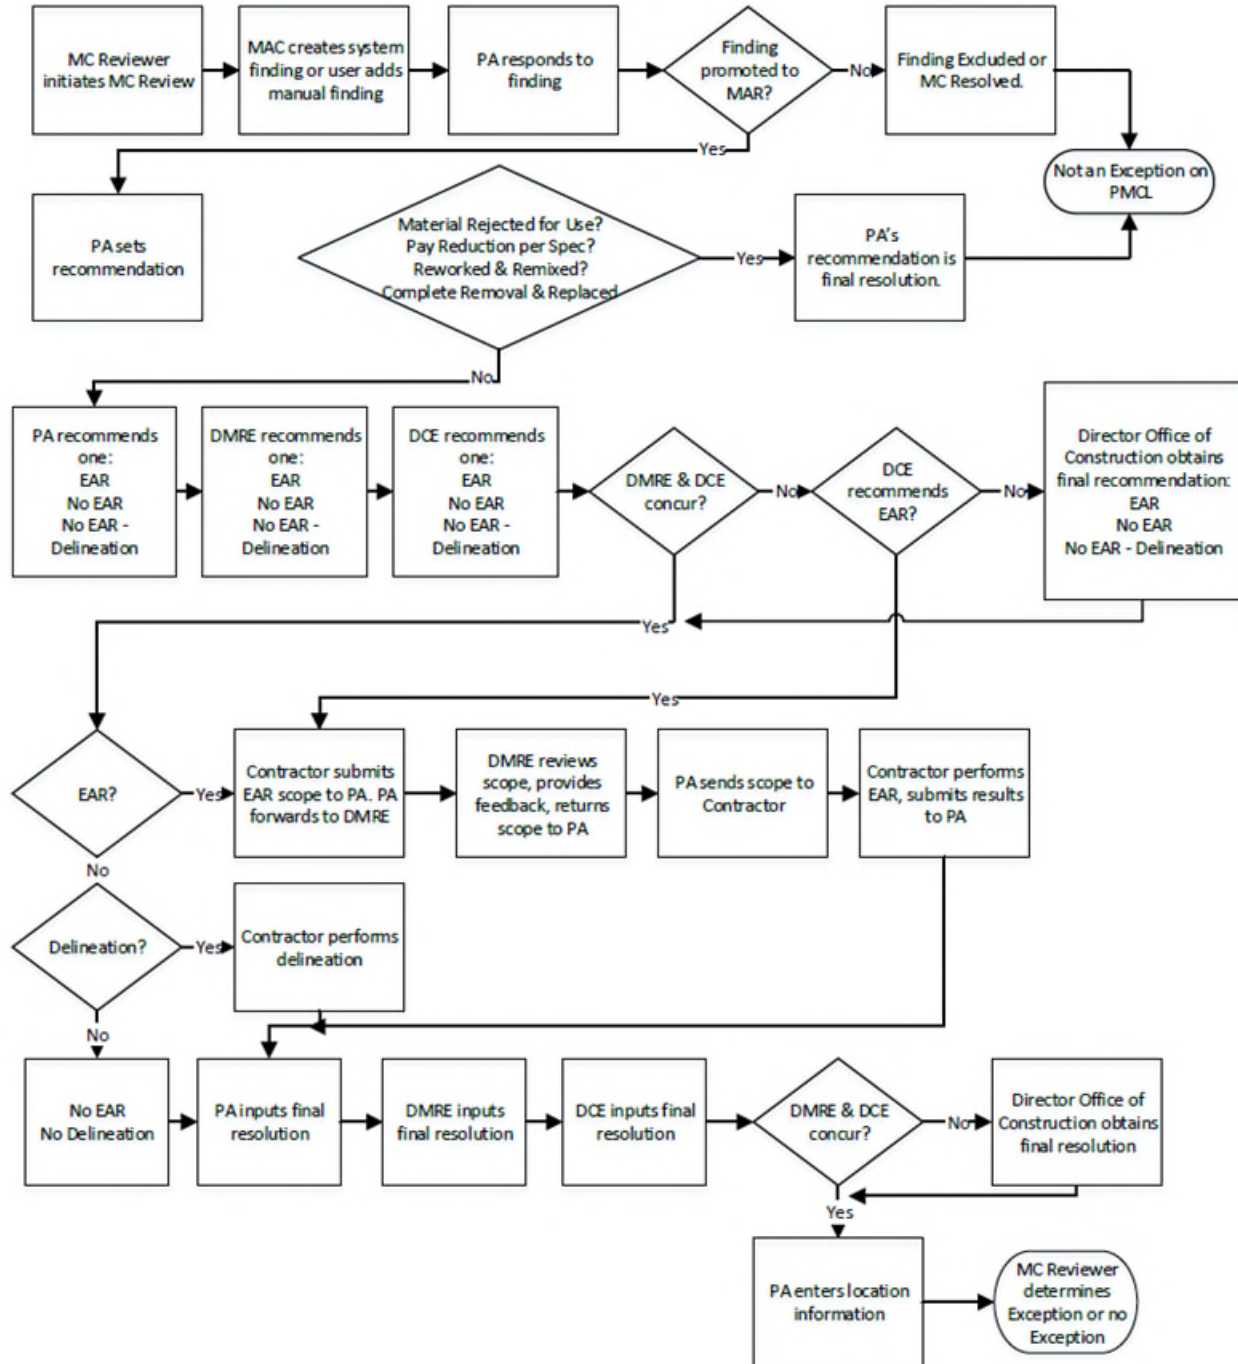 MC Reviewer
initiates MC Review
MAC creates system
finding or user adds
manual finding
PA responds to
finding
Finding
promoted to
MAR?
No
Finding Excluded or
MC Resolved.
Yes
Not an Exception on
PMCL
PA sets
recommendation
Material Rejected for Use?
Pay Reduction per Spec?
Reworked & Remixed?
Complete Removal & Replaced
Yes
PA's
recommendation is
final resolution.
No
PA recommends
one:
EAR
No EAR
No EAR -
Delineation
DMRE recommends
one:
EAR
No EAR
No EAR -
Delineation
DCE recommends
one:
EAR
No EAR
No EAR -
Delineation
DMRE & DCE
concur?
No
DCE
recommends
EAR?
No
Director Office of
Construction obtains
final recommendation:
EAR
No EAR
No EAR - Delineation
Yes
Yes
EAR?
Yes
Contractor submits
EAR scope to PA. PA
forwards to DMRE
DMRE reviews
scope, provides
feedback, returns
scope to PA
PA sends scope to
Contractor
Contractor performs
EAR, submits results
to PA
No
Delineation?
Yes
Contractor performs
delineation
No
No EAR
No Delineation
PA inputs final
resolution
DMRE inputs
final resolution
DCE inputs final
resolution
DMRE & DCE
concur?
No
Director Office of
Construction obtains
final resolution
Yes
PA enters location
information
MC Reviewer
determines
Exception or no
Exception